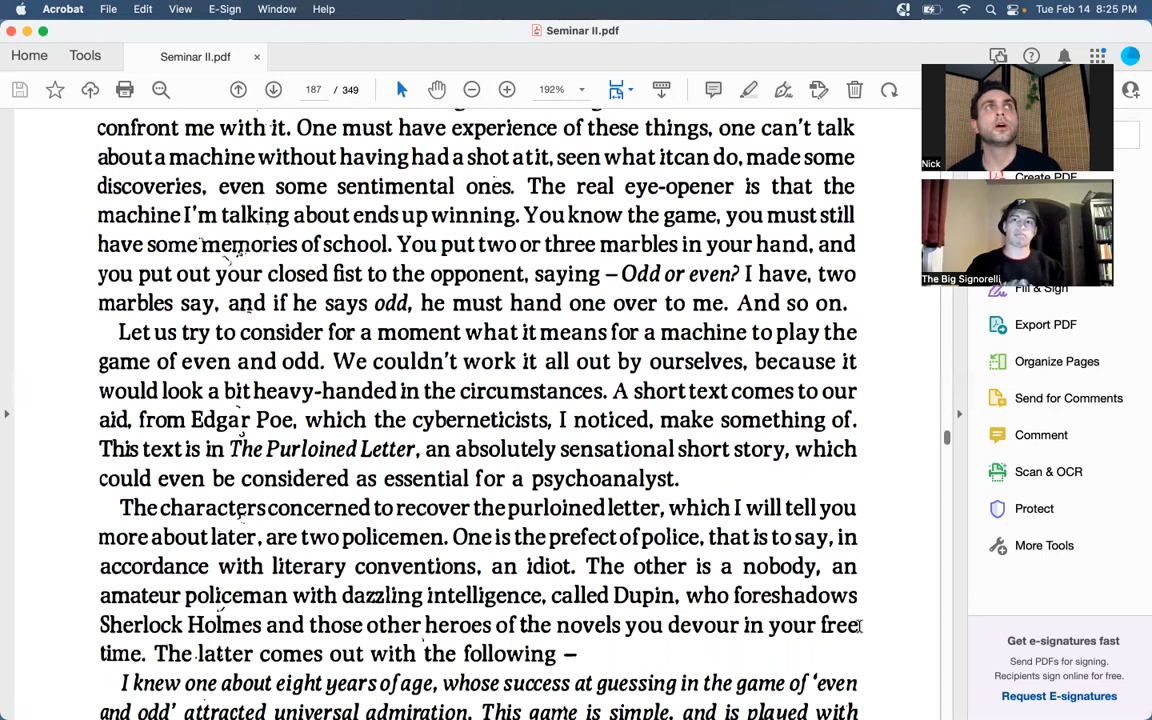 Acrobat File Edit View E-Sign Window Help Tue Feb 14 8:25 PM
Seminar II.pdf
Home Tools Seminar II.pdf ×
187 / 349 192%
confront me with it. One must have experience of these things, one can't talk
about a machine without having had a shot at it, seen what it can do, made some
discoveries, even some sentimental ones. The real eye-opener is that the
machine I'm talking about ends up winning. You know the game, you must still
have some memories of school. You put two or three marbles in your hand, and
you put out your closed fist to the opponent, saying – Odd or even? I have, two
marbles say, and if he says odd, he must hand one over to me. And so on.
Let us try to consider for a moment what it means for a machine to play the
game of even and odd. We couldn't work it all out by ourselves, because it
would look a bit heavy-handed in the circumstances. A short text comes to our
aid, from Edgar Poe, which the cyberneticists, I noticed, make something of.
This text is in The Purloined Letter, an absolutely sensational short story, which
could even be considered as essential for a psychoanalyst.
The characters concerned to recover the purloined letter, which I will tell you
more about later, are two policemen. One is the prefect of police, that is to say, in
accordance with literary conventions, an idiot. The other is a nobody, an
amateur policeman with dazzling intelligence, called Dupin, who foreshadows
Sherlock Holmes and those other heroes of the novels you devour in your free
time. The latter comes out with the following –
I knew one about eight years of age, whose success at guessing in the game of 'even
and odd' attracted universal admiration. This game is simple, and is played with
Nick
The Big Signorelli
Create PDF
Fill & Sign
Export PDF
Organize Pages
Send for Comments
Comment
Scan & OCR
Protect
More Tools
Get e-signatures fast
Send PDFs for signing.
Recipients sign online for free.
Request E-signatures